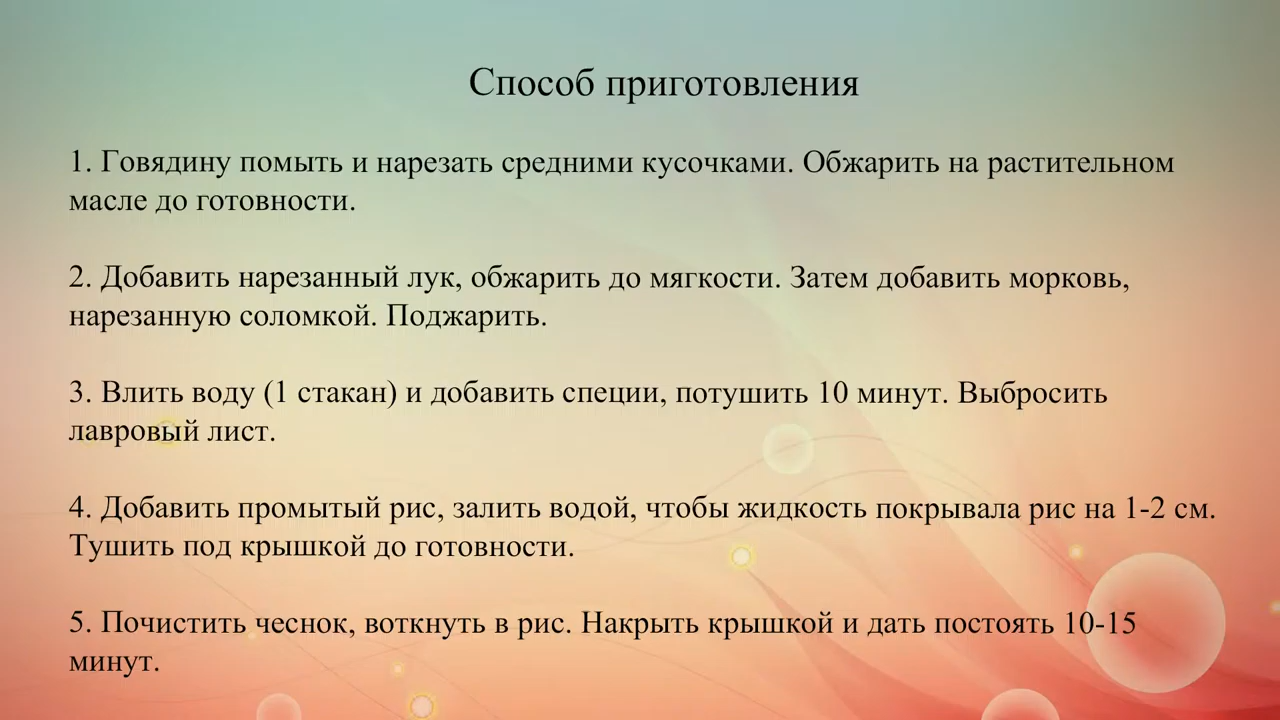 Способ приготовления
1. Говядину помыть и нарезать средними кусочками. Обжарить на растительном
масле до готовности.
2. Добавить нарезанный лук, обжарить до мягкости. Затем добавить морковь,
нарезанную соломкой. Поджарить.
3. Влить воду (1 стакан) и добавить специи, потушить 10 минут. Выбросить
лавровый лист.
4. Добавить промытый рис, залить водой, чтобы жидкость покрывала рис на 1-2 см.
Тушить под крышкой до готовности.
5. Почистить чеснок, воткнуть в рис. Накрыть крышкой и дать постоять 10-15
минут.